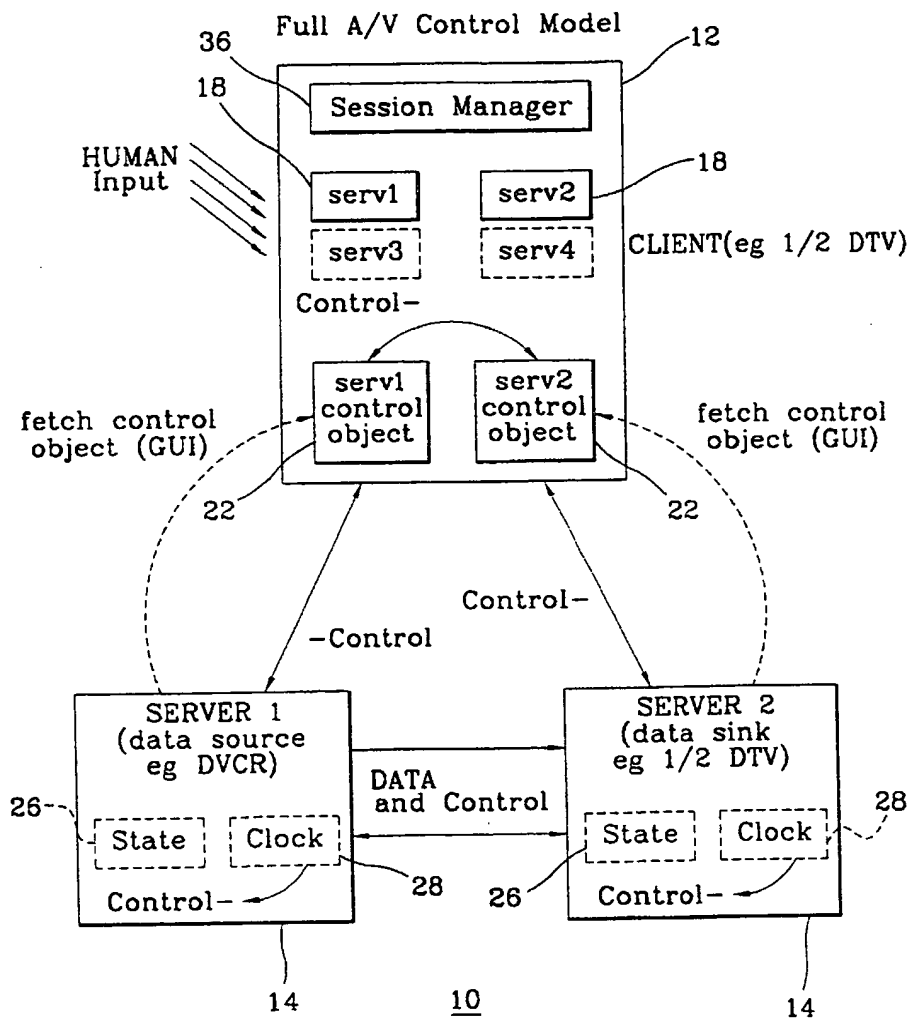 Full A/V Control Model
36
12
Session Manager
18
HUMAN
Input
serv1
serv2
18
serv3
serv4
CLIENT(eg 1/2 DTV)
Control-
serv1
control
object
serv2
control
object
fetch control
object (GUI)
fetch control
object (GUI)
22
22
Control-
-Control
SERVER 1
(data source
eg DVCR)
SERVER 2
(data sink
eg 1/2 DTV)
DATA
and Control
26
State
Clock
28
State
Clock
28
26
Control-
Control-
14
10
14